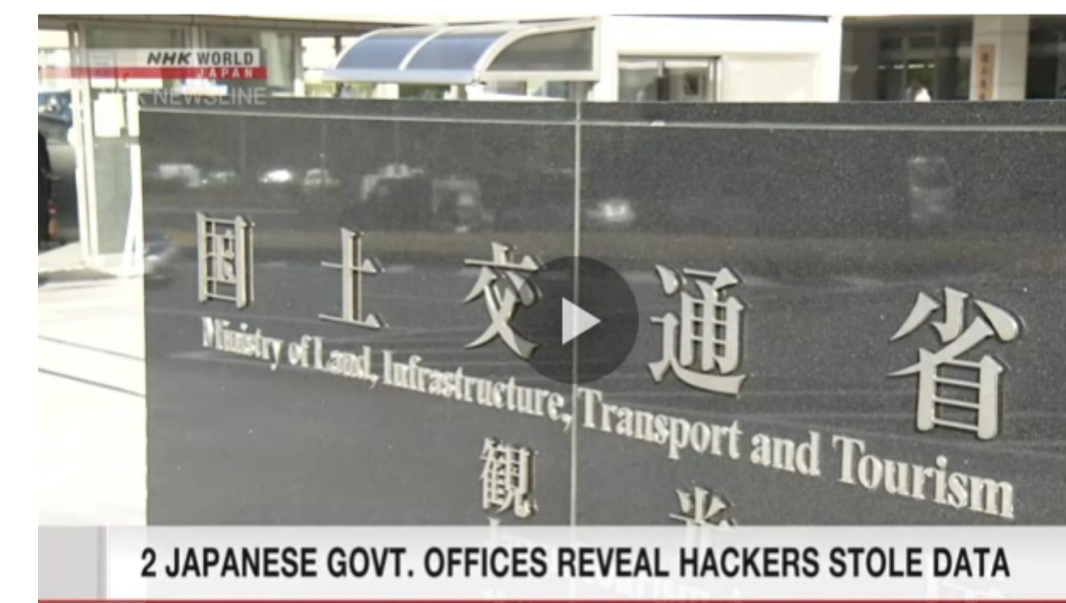 NHK WORLD
JAPAN
NEWSLINE
国土交通省
Ministry of Land, Infrastructure, Transport and Tourism
観
2 JAPANESE GOVT. OFFICES REVEAL HACKERS STOLE DATA